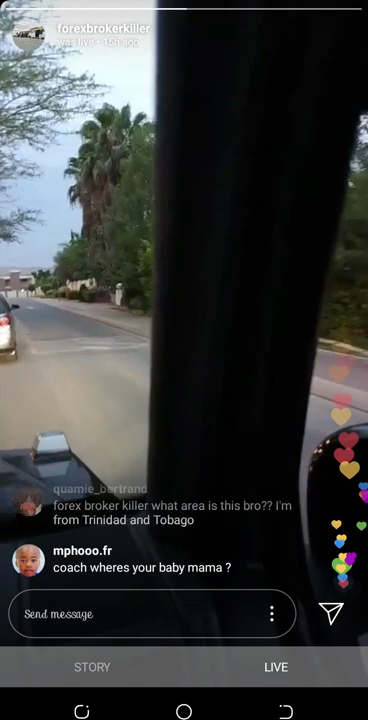 forexbrokerkiller
was live • 15h ago
quamie_bertrand
forex broker killer what area is this bro?? I'm
from Trinidad and Tobago
mphooo.fr
coach wheres your baby mama ?
Send message
STORY
LIVE